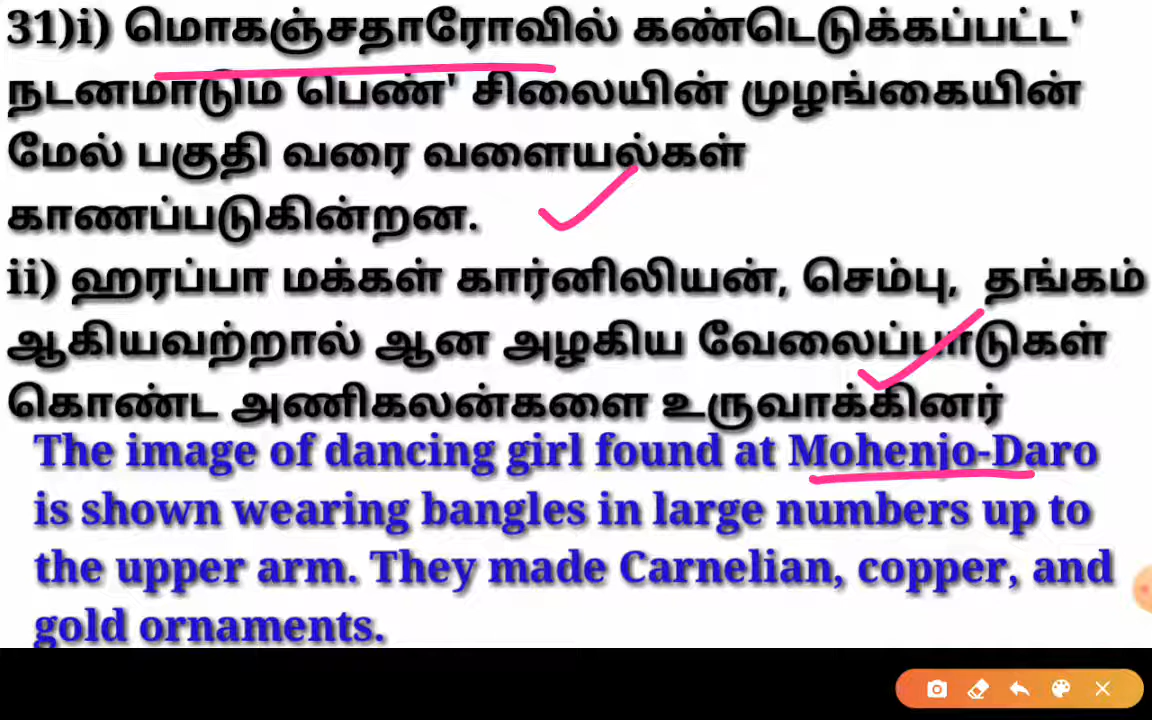 31)i) மொகஞ்சதாரோவில் கண்டெடுக்கப்பட்ட'
நடனமாடும் பெண்' சிலையின் முழங்கையின்
மேல் பகுதி வரை வளையல்கள்
காணப்படுகின்றன.
ii) ஹரப்பா மக்கள் கார்னிலியன், செம்பு, தங்கம்
ஆகியவற்றால் ஆன அழகிய வேலைப்பாடுகள்
கொண்ட அணிகலன்களை உருவாக்கினர்
The image of dancing girl found at Mohenjo-Daro
is shown wearing bangles in large numbers up to
the upper arm. They made Carnelian, copper, and
gold ornaments.